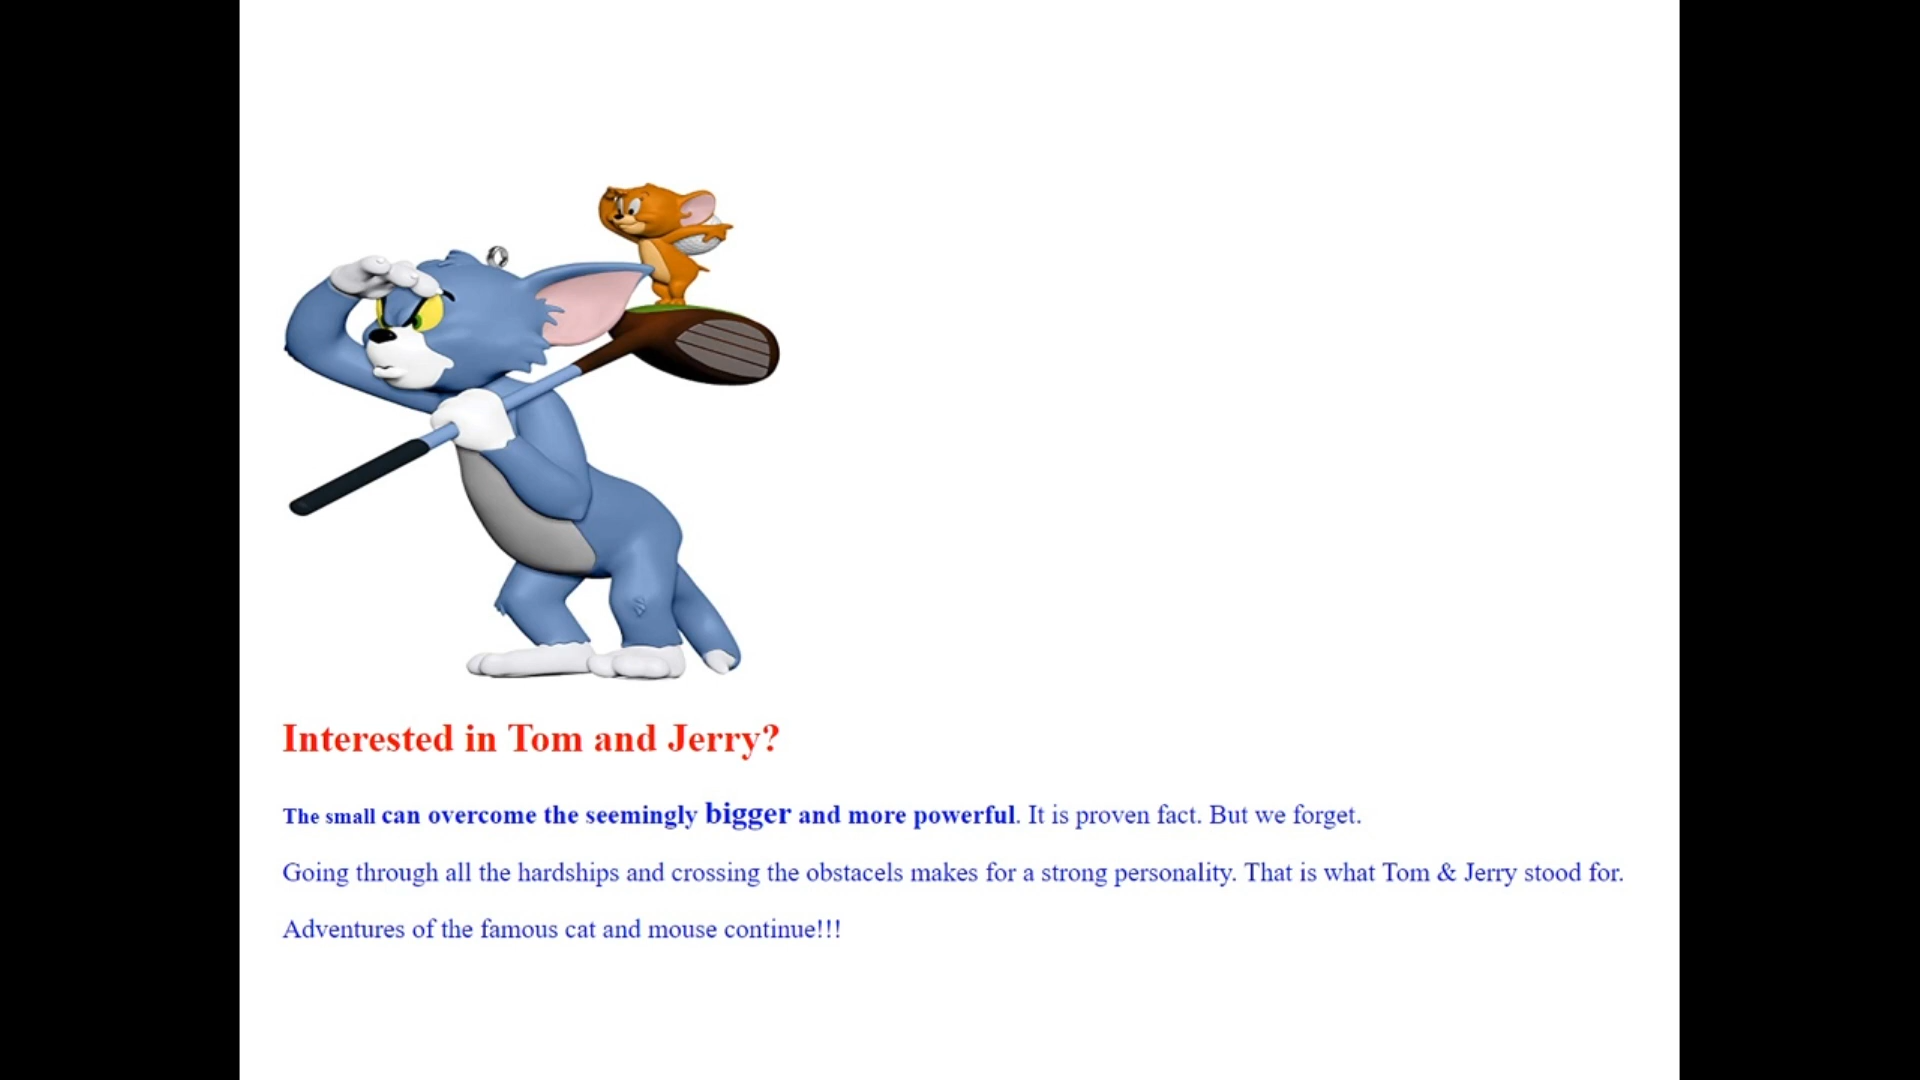 Interested in Tom and Jerry?
The small can overcome the seemingly bigger and more powerful. It is proven fact. But we forget.
Going through all the hardships and crossing the obstacels makes for a strong personality. That is what Tom & Jerry stood for.
Adventures of the famous cat and mouse continue!!!